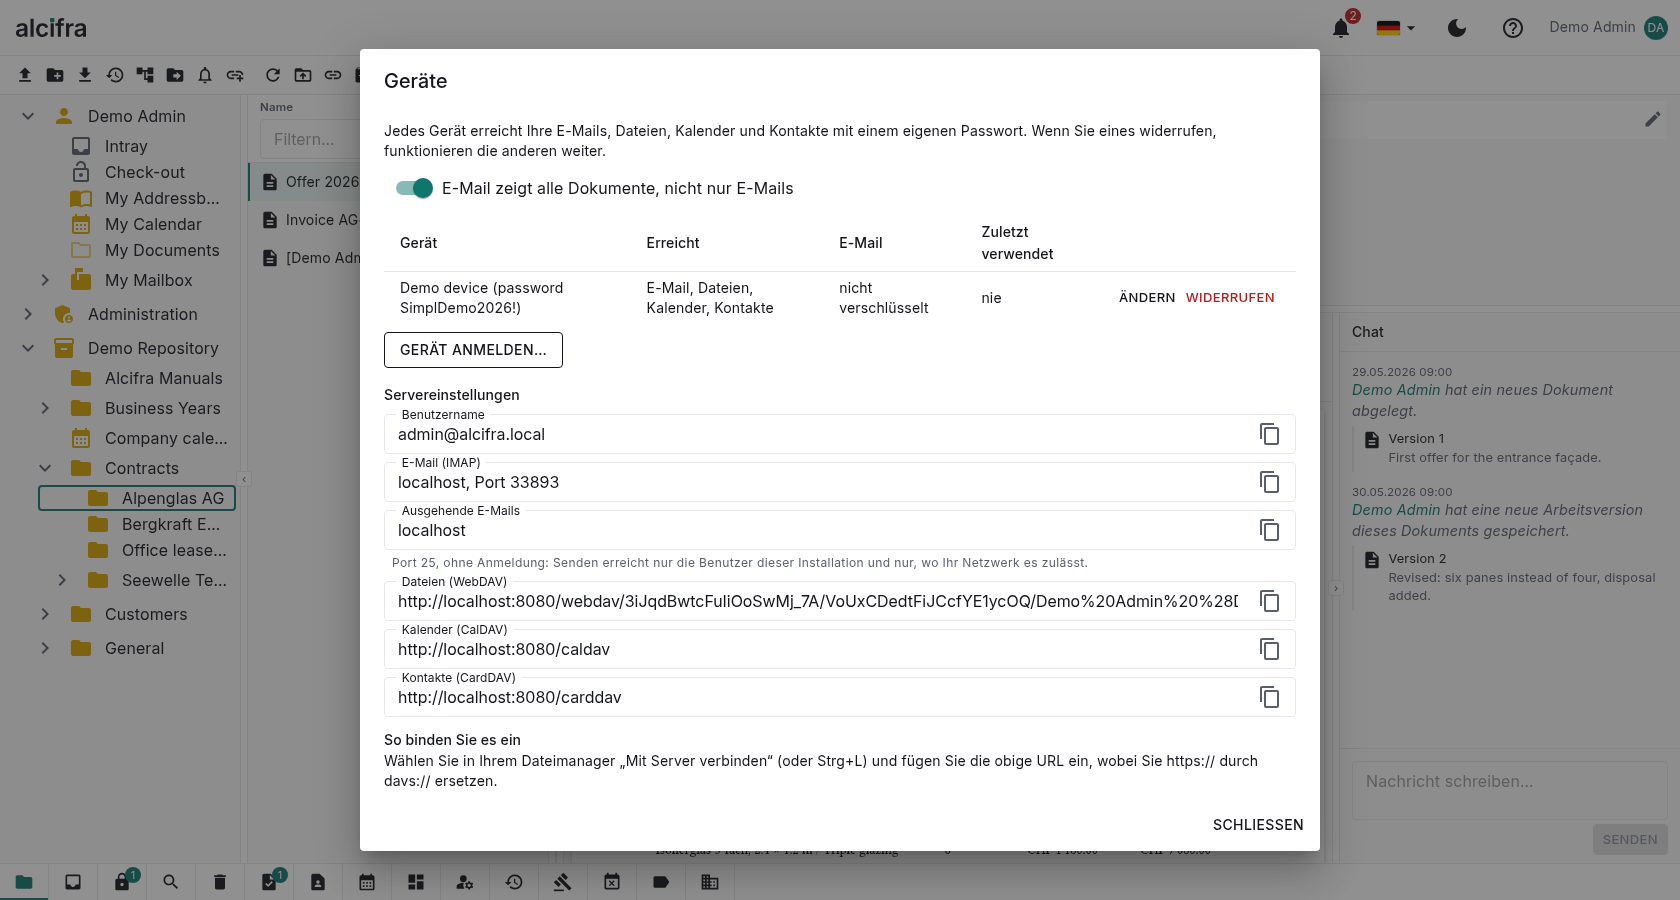 alcifra
2
Demo Admin
DA
Demo Admin
Intray
Check-out
My Addressb...
My Calendar
My Documents
My Mailbox
Administration
Demo Repository
Alcifra Manuals
Business Years
Company cale...
Contracts
Alpenglas AG
Bergkraft E...
Office lease...
Seewelle Te...
Customers
General
Name
Filtern...
Offer 2026
Invoice AG
[Demo Adn
Geräte
Jedes Gerät erreicht Ihre E-Mails, Dateien, Kalender und Kontakte mit einem eigenen Passwort. Wenn Sie eines widerrufen,
funktionieren die anderen weiter.
E-Mail zeigt alle Dokumente, nicht nur E-Mails
Gerät
Erreicht
E-Mail
Zuletzt
verwendet
Demo device (password
SimplDemo2026!)
E-Mail, Dateien,
Kalender, Kontakte
nicht
verschlüsselt
nie
ÄNDERN
WIDERRUFEN
GERÄT ANMELDEN...
Servereinstellungen
Benutzername
admin@alcifra.local
E-Mail (IMAP)
localhost, Port 33893
Ausgehende E-Mails
localhost
Port 25, ohne Anmeldung: Senden erreicht nur die Benutzer dieser Installation und nur, wo Ihr Netzwerk es zulässt.
Dateien (WebDAV)
http://localhost:8080/webdav/3iJqdBwtcFuliOoSwMj_7A/VoUxCDedtFiJCcfYE1ycOQ/Demo%20Admin%20%28D
Kalender (CalDAV)
http://localhost:8080/caldav
Kontakte (CardDAV)
http://localhost:8080/carddav
So binden Sie es ein
Wählen Sie in Ihrem Dateimanager „Mit Server verbinden“ (oder Strg+L) und fügen Sie die obige URL ein, wobei Sie https:// durch
davs:// ersetzen.
SCHLIESSEN
Chat
29.05.2026 09:00
Demo Admin hat ein neues Dokument
abgelegt.
Version 1
First offer for the entrance façade.
30.05.2026 09:00
Demo Admin hat eine neue Arbeitsversion
dieses Dokuments gespeichert.
Version 2
Revised: six panes instead of four, disposal
added.
Nachricht schreiben...
SENDEN
1
1